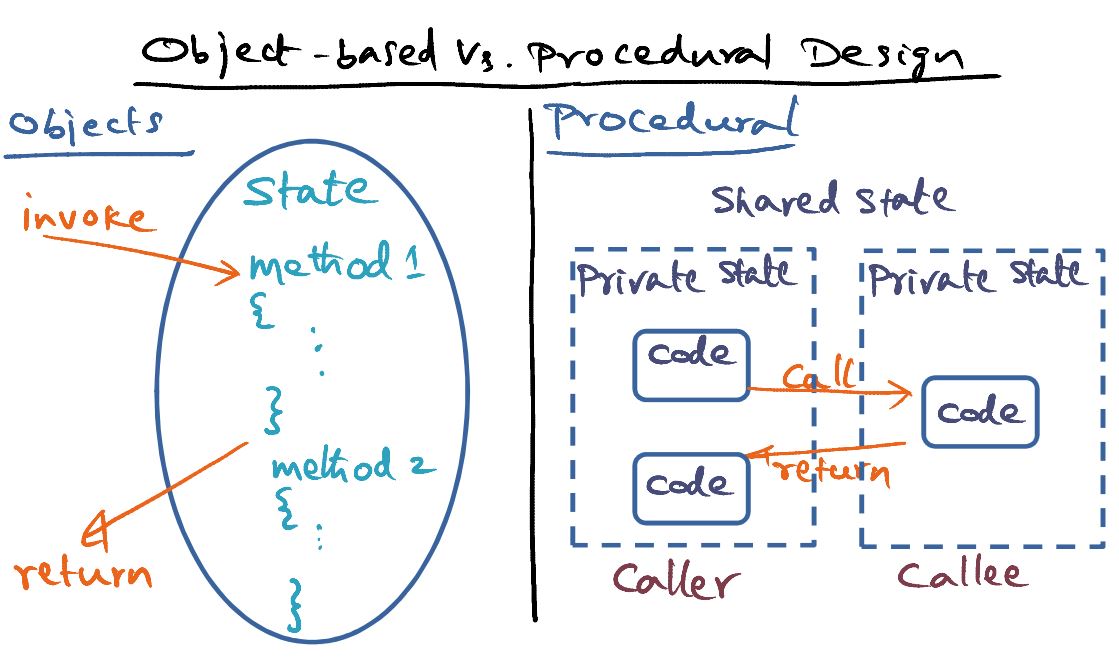 Object-based Vs. Procedural Design
Objects
State
invoke
method 1
{
:
}
method 2
{
:
}
return
Procedural
Shared State
Private State
code
call
code
return
Caller
Private State
code
Callee